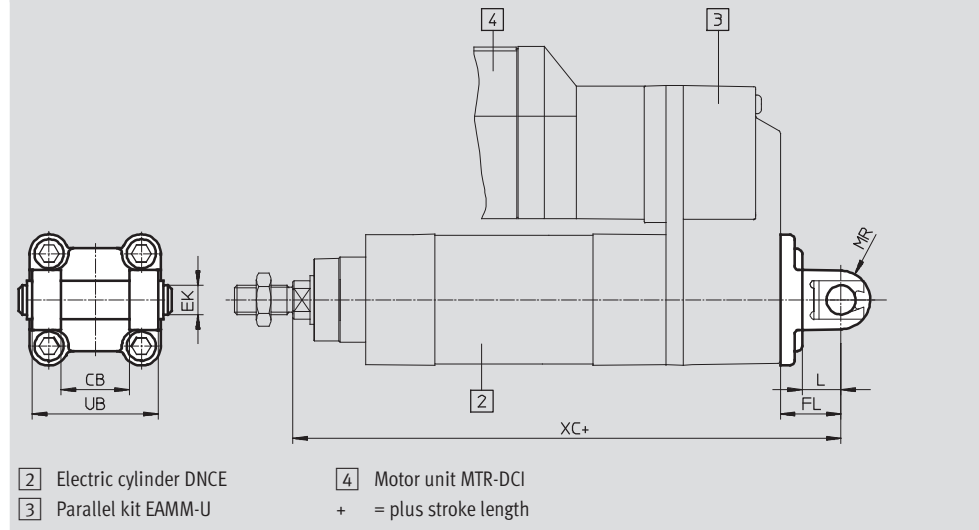 4
3
MR
EK
CB
UB
L
FL
2
XC+
2 Electric cylinder DNCE
4 Motor unit MTR-DCI
3 Parallel kit EAMM-U
+ = plus stroke length